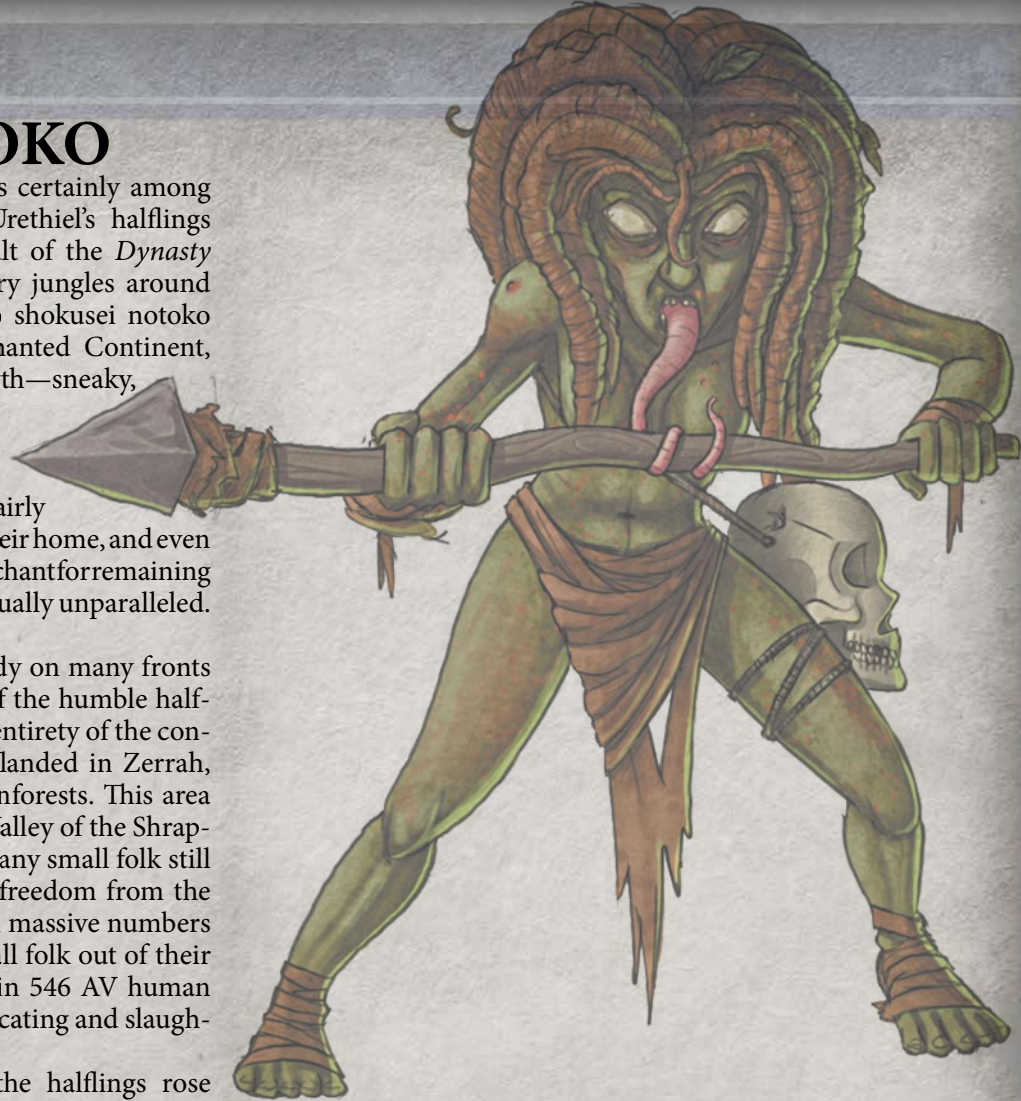 OKO
s certainly among
Urethiel's halflings
lt of the Dynasty
ry jungles around
o shokusei notoko
hanted Continent,
th—sneaky,
airly
eir home, and even
chant for remaining
ually unparalleled.
dy on many fronts
f the humble half-
entirety of the con-
landed in Zerrah,
nforests. This area
Valley of the Shrap-
any small folk still
freedom from the
massive numbers
ll folk out of their
in 546 AV human
cating and slaugh-
the halflings rose